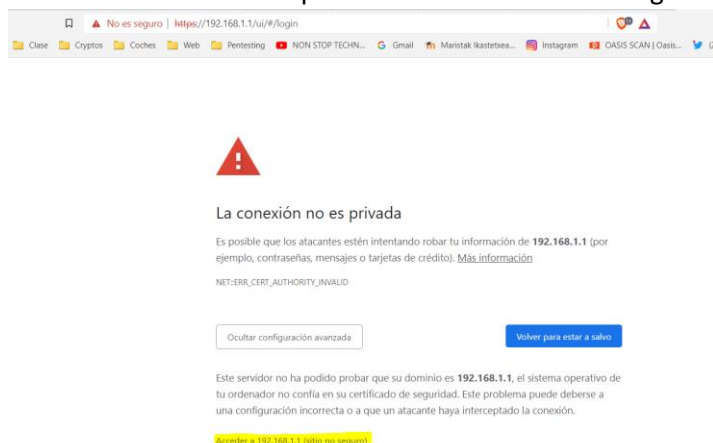 No es seguro | https://192.168.1.1/ui/#/login
Clase Cryptos Coches Web Pentesting NON STOP TECHN... Gmail Maristak Ikastetxea... Instagram OASIS SCAN | Oasis...
La conexión no es privada
Es posible que los atacantes estén intentando robar tu información de 192.168.1.1 (por
ejemplo, contraseñas, mensajes o tarjetas de crédito). Más información
NET::ERR_CERT_AUTHORITY_INVALID
Ocultar configuración avanzada Volver para estar a salvo
Este servidor no ha podido probar que su dominio es 192.168.1.1, el sistema operativo de
tu ordenador no confía en su certificado de seguridad. Este problema puede deberse a
una configuración incorrecta o a que un atacante haya interceptado la conexión.
Acceder a 192.168.1.1 (sitio no seguro)